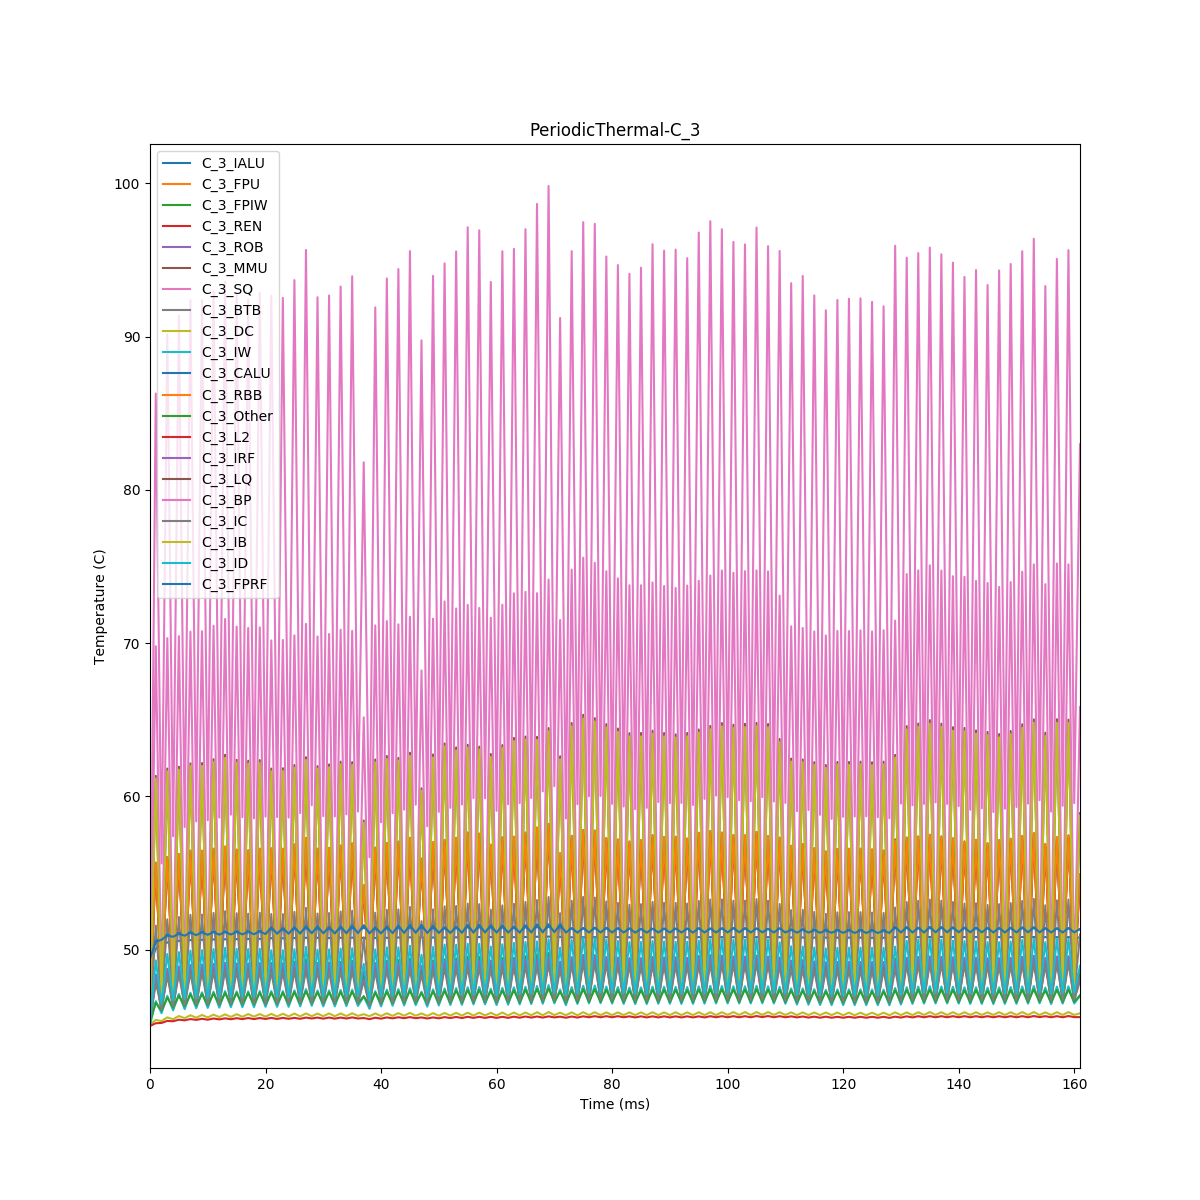 PeriodicThermal-C_3
C_3_IALU
C_3_FPU
C_3_FPIW
C_3_REN
C_3_ROB
C_3_MMU
C_3_SQ
C_3_BTB
C_3_DC
C_3_IW
C_3_CALU
C_3_RBB
C_3_Other
C_3_L2
C_3_IRF
C_3_LQ
C_3_BP
C_3_IC
C_3_IB
C_3_ID
C_3_FPRF
100
90
80
70
60
50
Temperature (C)
0 20 40 60 80 100 120 140 160
Time (ms)